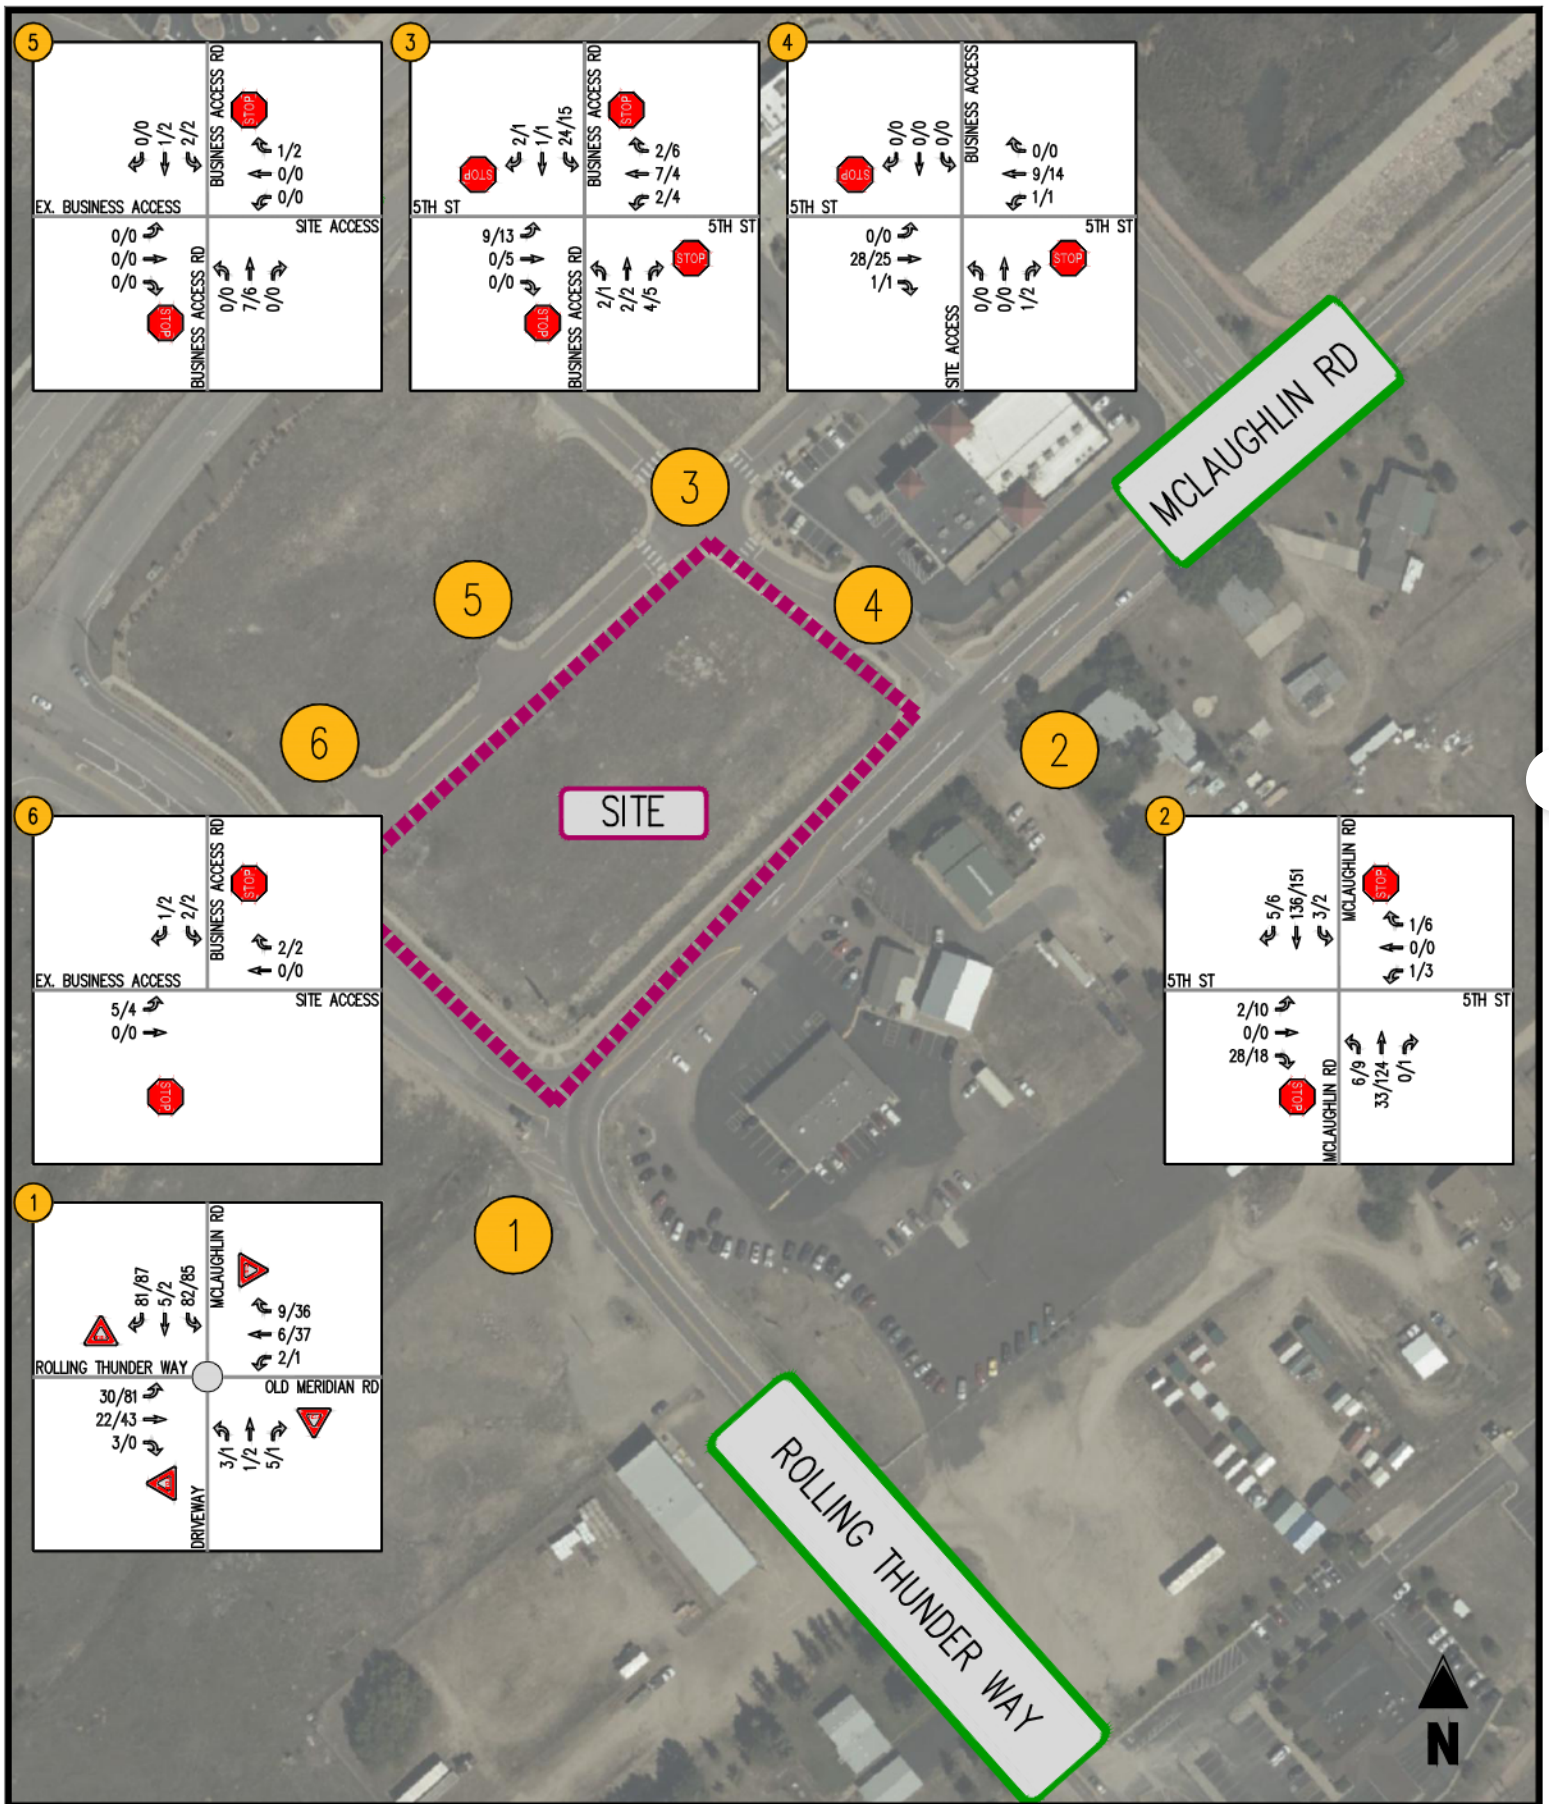 5
BUSINESS ACCESS RD
STOP
0/0
1/2
2/2
1/2
0/0
0/0
EX. BUSINESS ACCESS
SITE ACCESS
0/0
0/0
0/0
STOP
BUSINESS ACCESS RD
0/0
7/6
0/0
3
BUSINESS ACCESS RD
STOP
STOP
2/1
1/1
24/15
2/6
7/4
2/4
5TH ST
5TH ST
9/13
0/5
0/0
STOP
BUSINESS ACCESS RD
2/1
2/2
4/5
STOP
4
BUSINESS ACCESS
STOP
0/0
0/0
0/0
0/0
9/14
1/1
5TH ST
5TH ST
0/0
28/25
1/1
SITE ACCESS
0/0
0/0
1/2
STOP
MCLAUGHLIN RD
3
5
4
6
2
SITE
6
BUSINESS ACCESS RD
STOP
1/2
2/2
2/2
0/0
EX. BUSINESS ACCESS
SITE ACCESS
5/4
0/0
STOP
2
MCLAUGHLIN RD
STOP
5/6
136/151
3/2
1/6
0/0
1/3
5TH ST
5TH ST
2/10
0/0
28/18
STOP
MCLAUGHLIN RD
6/9
33/124
0/1
1
MCLAUGHLIN RD
81/87
5/2
82/85
9/36
6/37
2/1
ROLLING THUNDER WAY
OLD MERIDIAN RD
30/81
22/43
3/0
DRIVEWAY
3/1
1/2
5/1
1
ROLLING THUNDER WAY
N